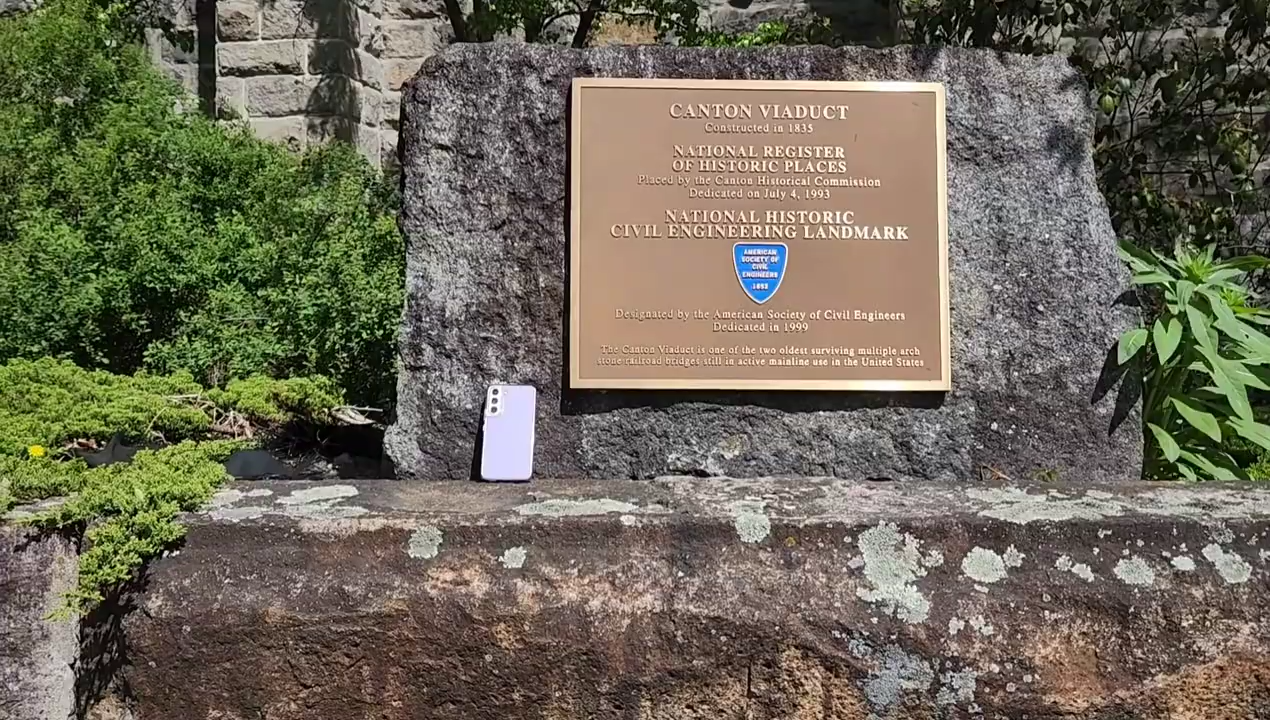 CANTON VIADUCT
Constructed in 1835
NATIONAL REGISTER
OF HISTORIC PLACES
Placed by the Canton Historical Commission
Dedicated on July 4, 1993
NATIONAL HISTORIC
CIVIL ENGINEERING LANDMARK
AMERICAN
SOCIETY OF
CIVIL
ENGINEERS
1852
Designated by the American Society of Civil Engineers
Dedicated in 1999
The Canton Viaduct is one of the two oldest surviving multiple arch
stone railroad bridges still in active mainline use in the United States